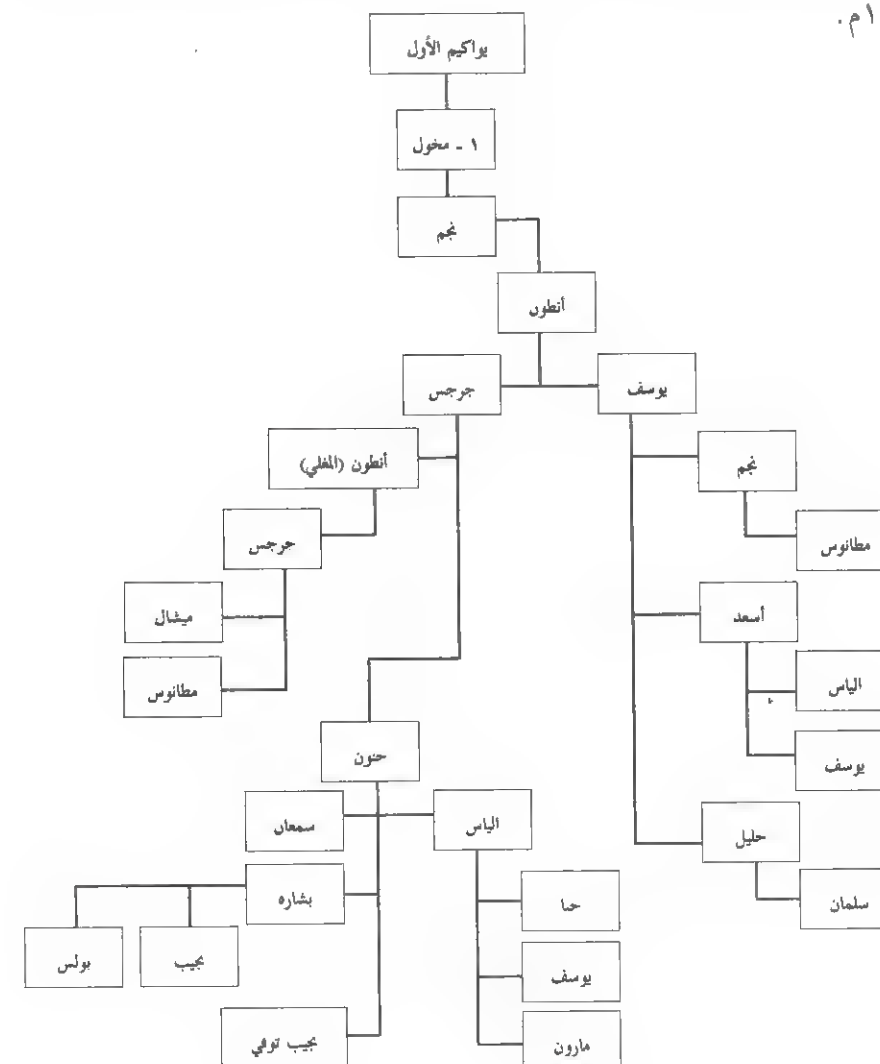 ١م.
يواكيم الأول
١ - مخول
نجم
أنطون
يوسف
جرجس
نجم
أنطون (المغلي)
مطانوس
جرجس
أسعد
ميشال
الياس
مطانوس
يوسف
حنون
خليل
الياس
سمعان
سلمان
حنا
بشاره
يوسف
نجيب
بولس
مارون
نجيب توفي